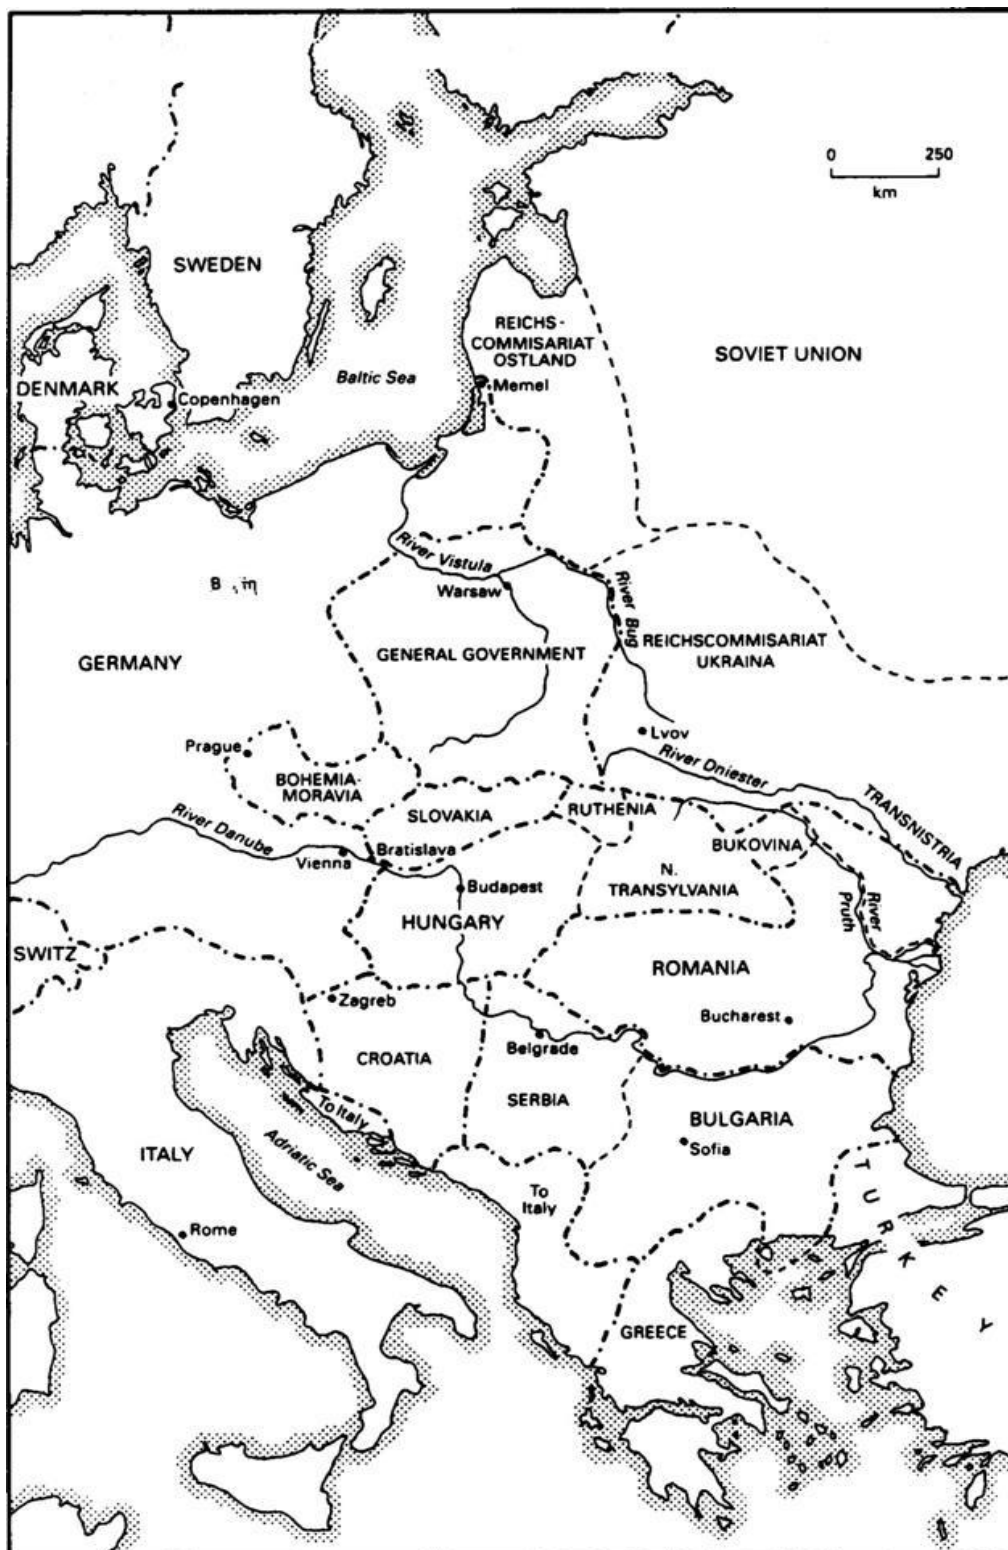 0 250
km
SWEDEN
REICHS-
COMMISARIAT
OSTLAND
SOVIET UNION
Baltic Sea
DENMARK
Memel
Copenhagen
River Vistula
Warsaw
River Bug
GENERAL GOVERNMENT
REICHSCOMMISARIAT
UKRAINA
GERMANY
Prague
Lvov
River Dniester
BOHEMIA-
MORAVIA
SLOVAKIA
RUTHENIA
TRANSNISTRIA
River Danube
BUKOVINA
Vienna
Bratislava
N.
TRANSYLVANIA
Budapest
HUNGARY
River
Pruth
SWITZ
ROMANIA
Zagreb
Bucharest
CROATIA
Belgrade
SERBIA
To Italy
BULGARIA
Sofia
ITALY
Adriatic Sea
To
Italy
TURKEY
Rome
GREECE